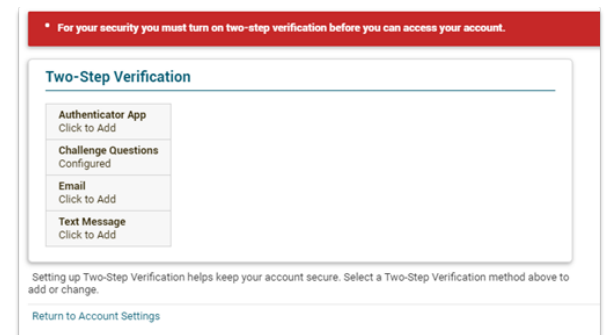 * For your security you must turn on two-step verification before you can access your account.
Two-Step Verification
Authenticator App
Click to Add
Challenge Questions
Configured
Email
Click to Add
Text Message
Click to Add
Setting up Two-Step Verification helps keep your account secure. Select a Two-Step Verification method above to
add or change.
Return to Account Settings